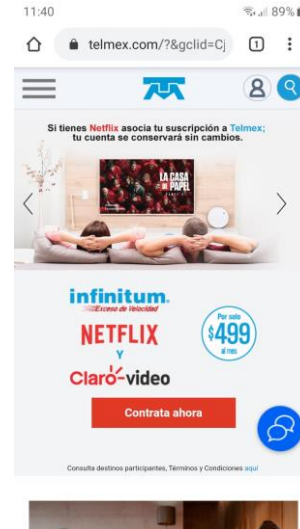 11:40
89%
telmex.com/?&gclid=Cj
1
Si tienes Netflix asocia tu suscripción a Telmex;
tu cuenta se conservará sin cambios.
LA CASA
DE PAPEL
infinitum.
Exceso de Velocidad
NETFLIX
Y
Claro-video
Por solo
$499
al mes
Contrata ahora
Consulta destinos participantes, Términos y Condiciones aquí